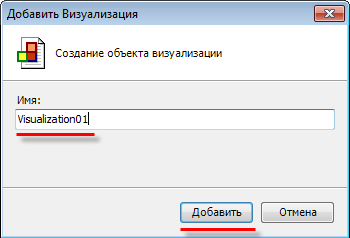 Добавить Визуализация
Создание объекта визуализации
Имя:
Visualization01
Добавить
Отмена